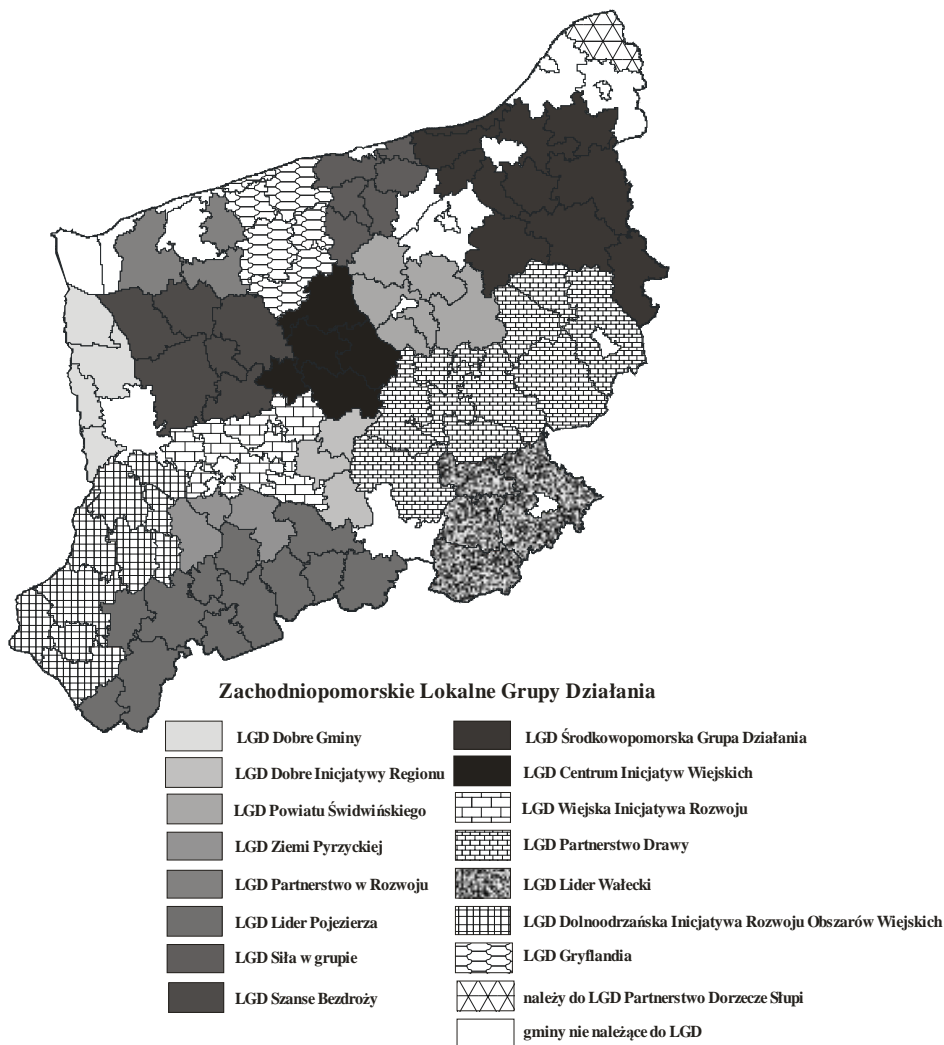 Zachodniopomorskie Lokalne Grupy Działania
LGD Dobre Gminy
LGD Dobre Inicjatywy Regionu
LGD Powiatu Świdwińskiego
LGD Ziemi Pyrzyckiej
LGD Partnerstwo w Rozwoju
LGD Lider Pojezierza
LGD Siła w grupie
LGD Szanse Bezdroży
LGD Środkowopomorska Grupa Działania
LGD Centrum Inicjatyw Wiejskich
LGD Wiejska Inicjatywa Rozwoju
LGD Partnerstwo Drawy
LGD Lider Wałecki
LGD Dolnoodrzańska Inicjatywa Rozwoju Obszarów Wiejskich
LGD Gryflandia
należy do LGD Partnerstwo Dorzecze Słupi
gminy nie należące do LGD